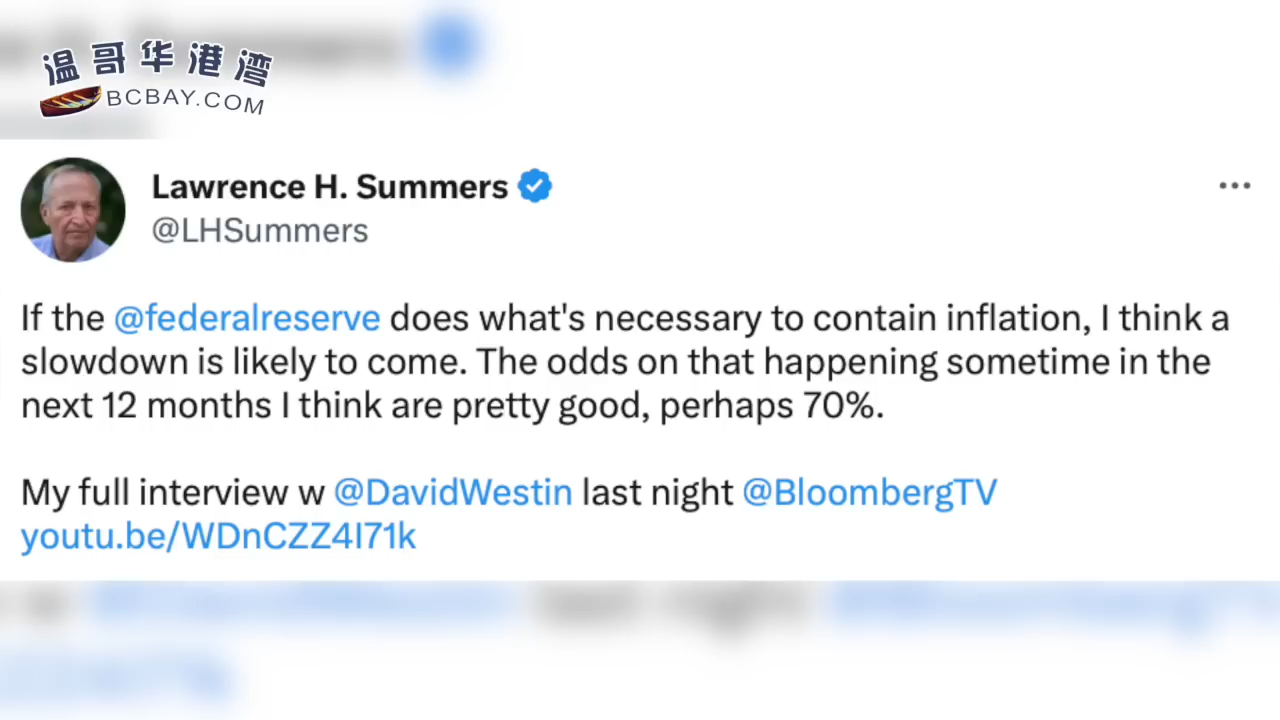 温哥华港湾
BCBAY.COM
Lawrence H. Summers
@LHSummers
If the @federalreserve does what's necessary to contain inflation, I think a
slowdown is likely to come. The odds on that happening sometime in the
next 12 months I think are pretty good, perhaps 70%.
My full interview w @DavidWestin last night @BloombergTV
youtu.be/WDnCZZ4I71k